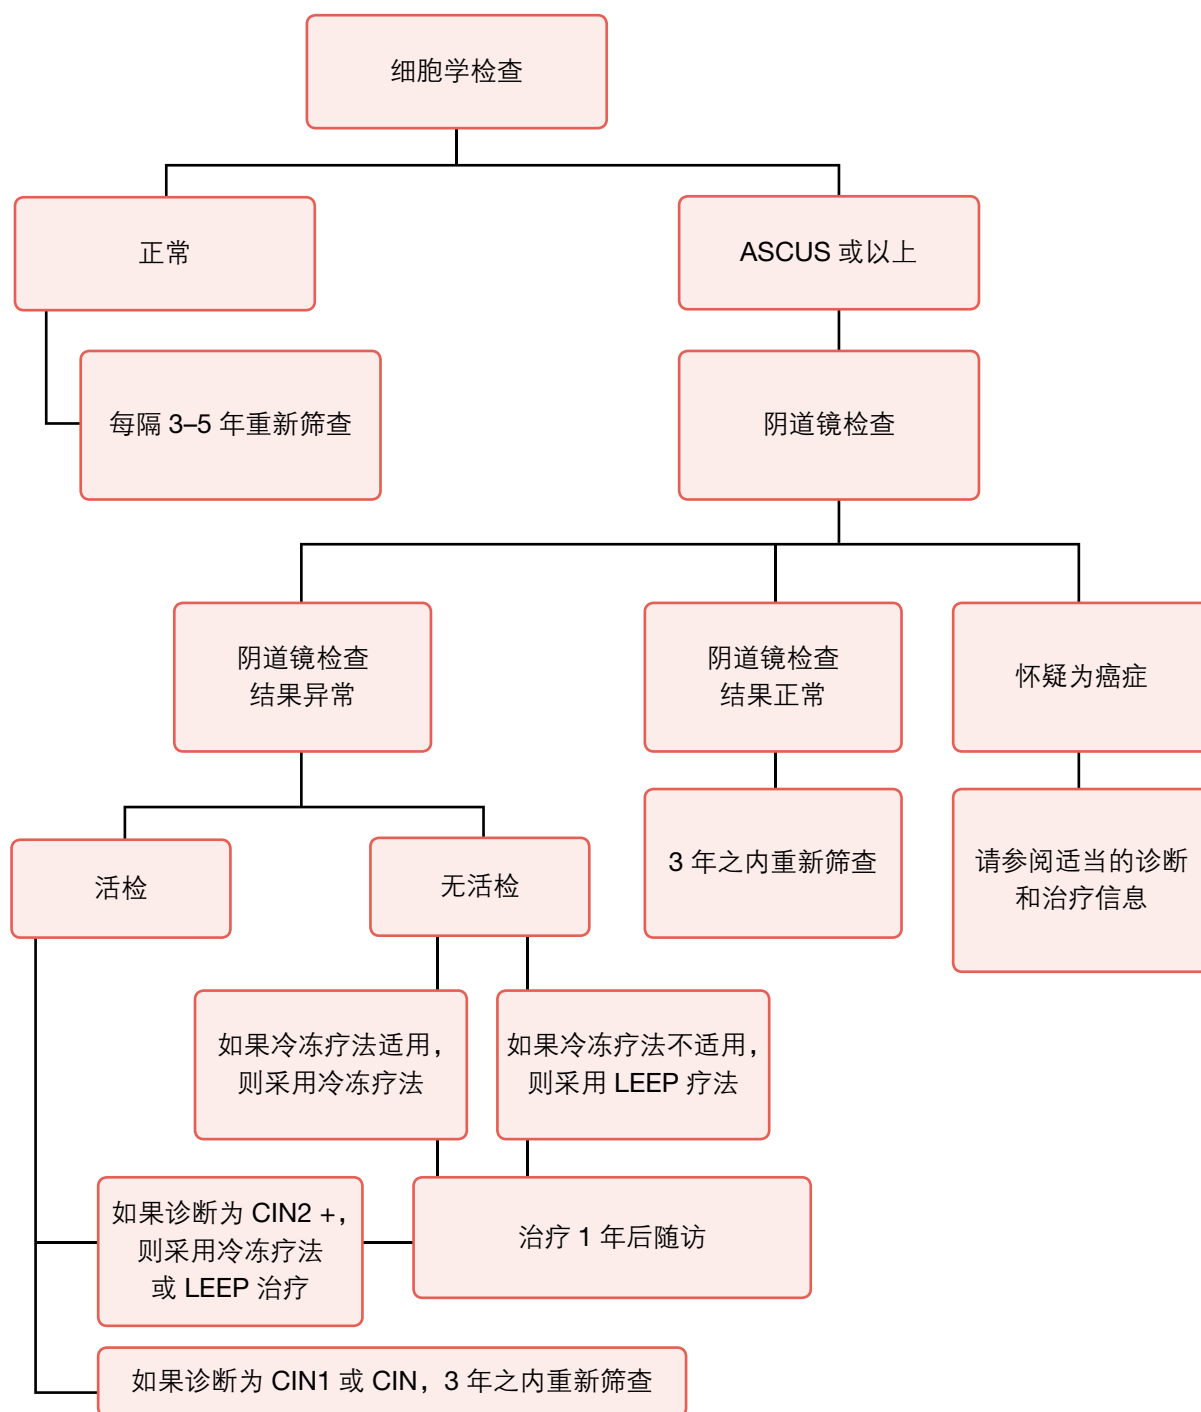 细胞学检查
正常
ASCUS 或以上
每隔 3–5 年重新筛查
阴道镜检查
阴道镜检查
结果异常
阴道镜检查
结果正常
怀疑为癌症
3 年之内重新筛查
请参阅适当的诊断
和治疗信息
活检
无活检
如果冷冻疗法适用，
则采用冷冻疗法
如果冷冻疗法不适用，
则采用 LEEP 疗法
如果诊断为 CIN2 +，
则采用冷冻疗法
或 LEEP 治疗
治疗 1 年后随访
如果诊断为 CIN1 或 CIN，3 年之内重新筛查